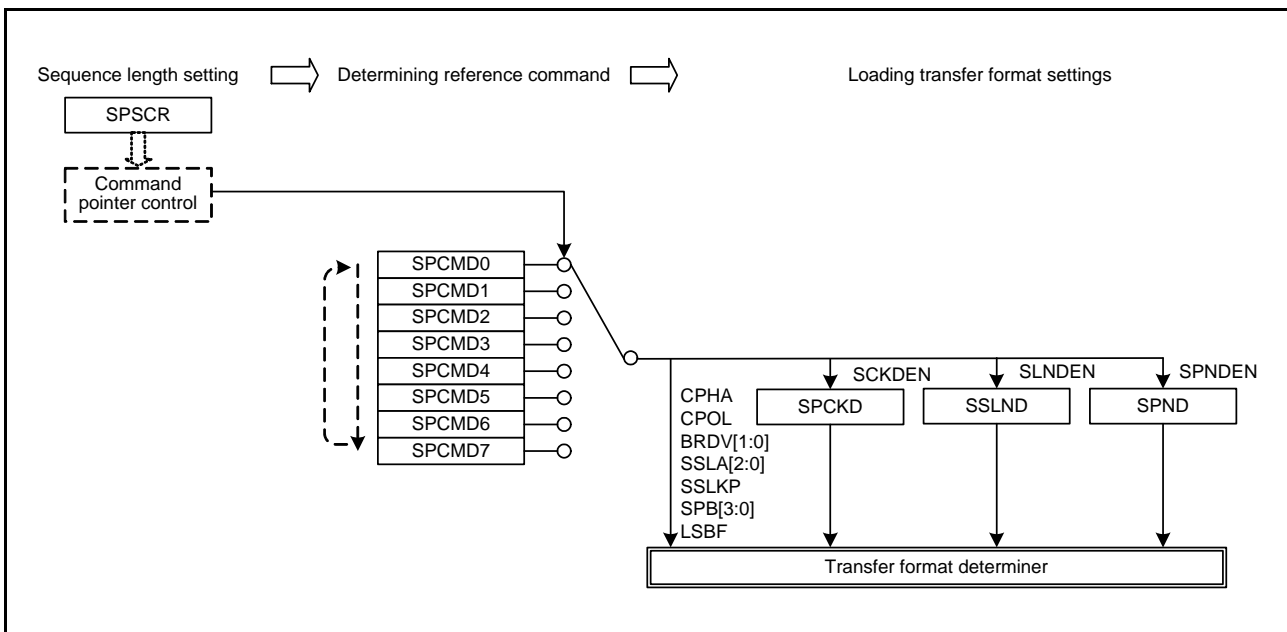 Sequence length setting
Determining reference command
Loading transfer format settings
SPSCR
Command
pointer control
SPCMD0
SPCMD1
SPCMD2
SPCMD3
SPCMD4
SPCMD5
SPCMD6
SPCMD7
SCKDEN
SLNDEN
SPNDEN
CPHA
CPOL
BRDV[1:0]
SSLA[2:0]
SSLKP
SPB[3:0]
LSBF
SPCKD
SSLND
SPND
Transfer format determiner